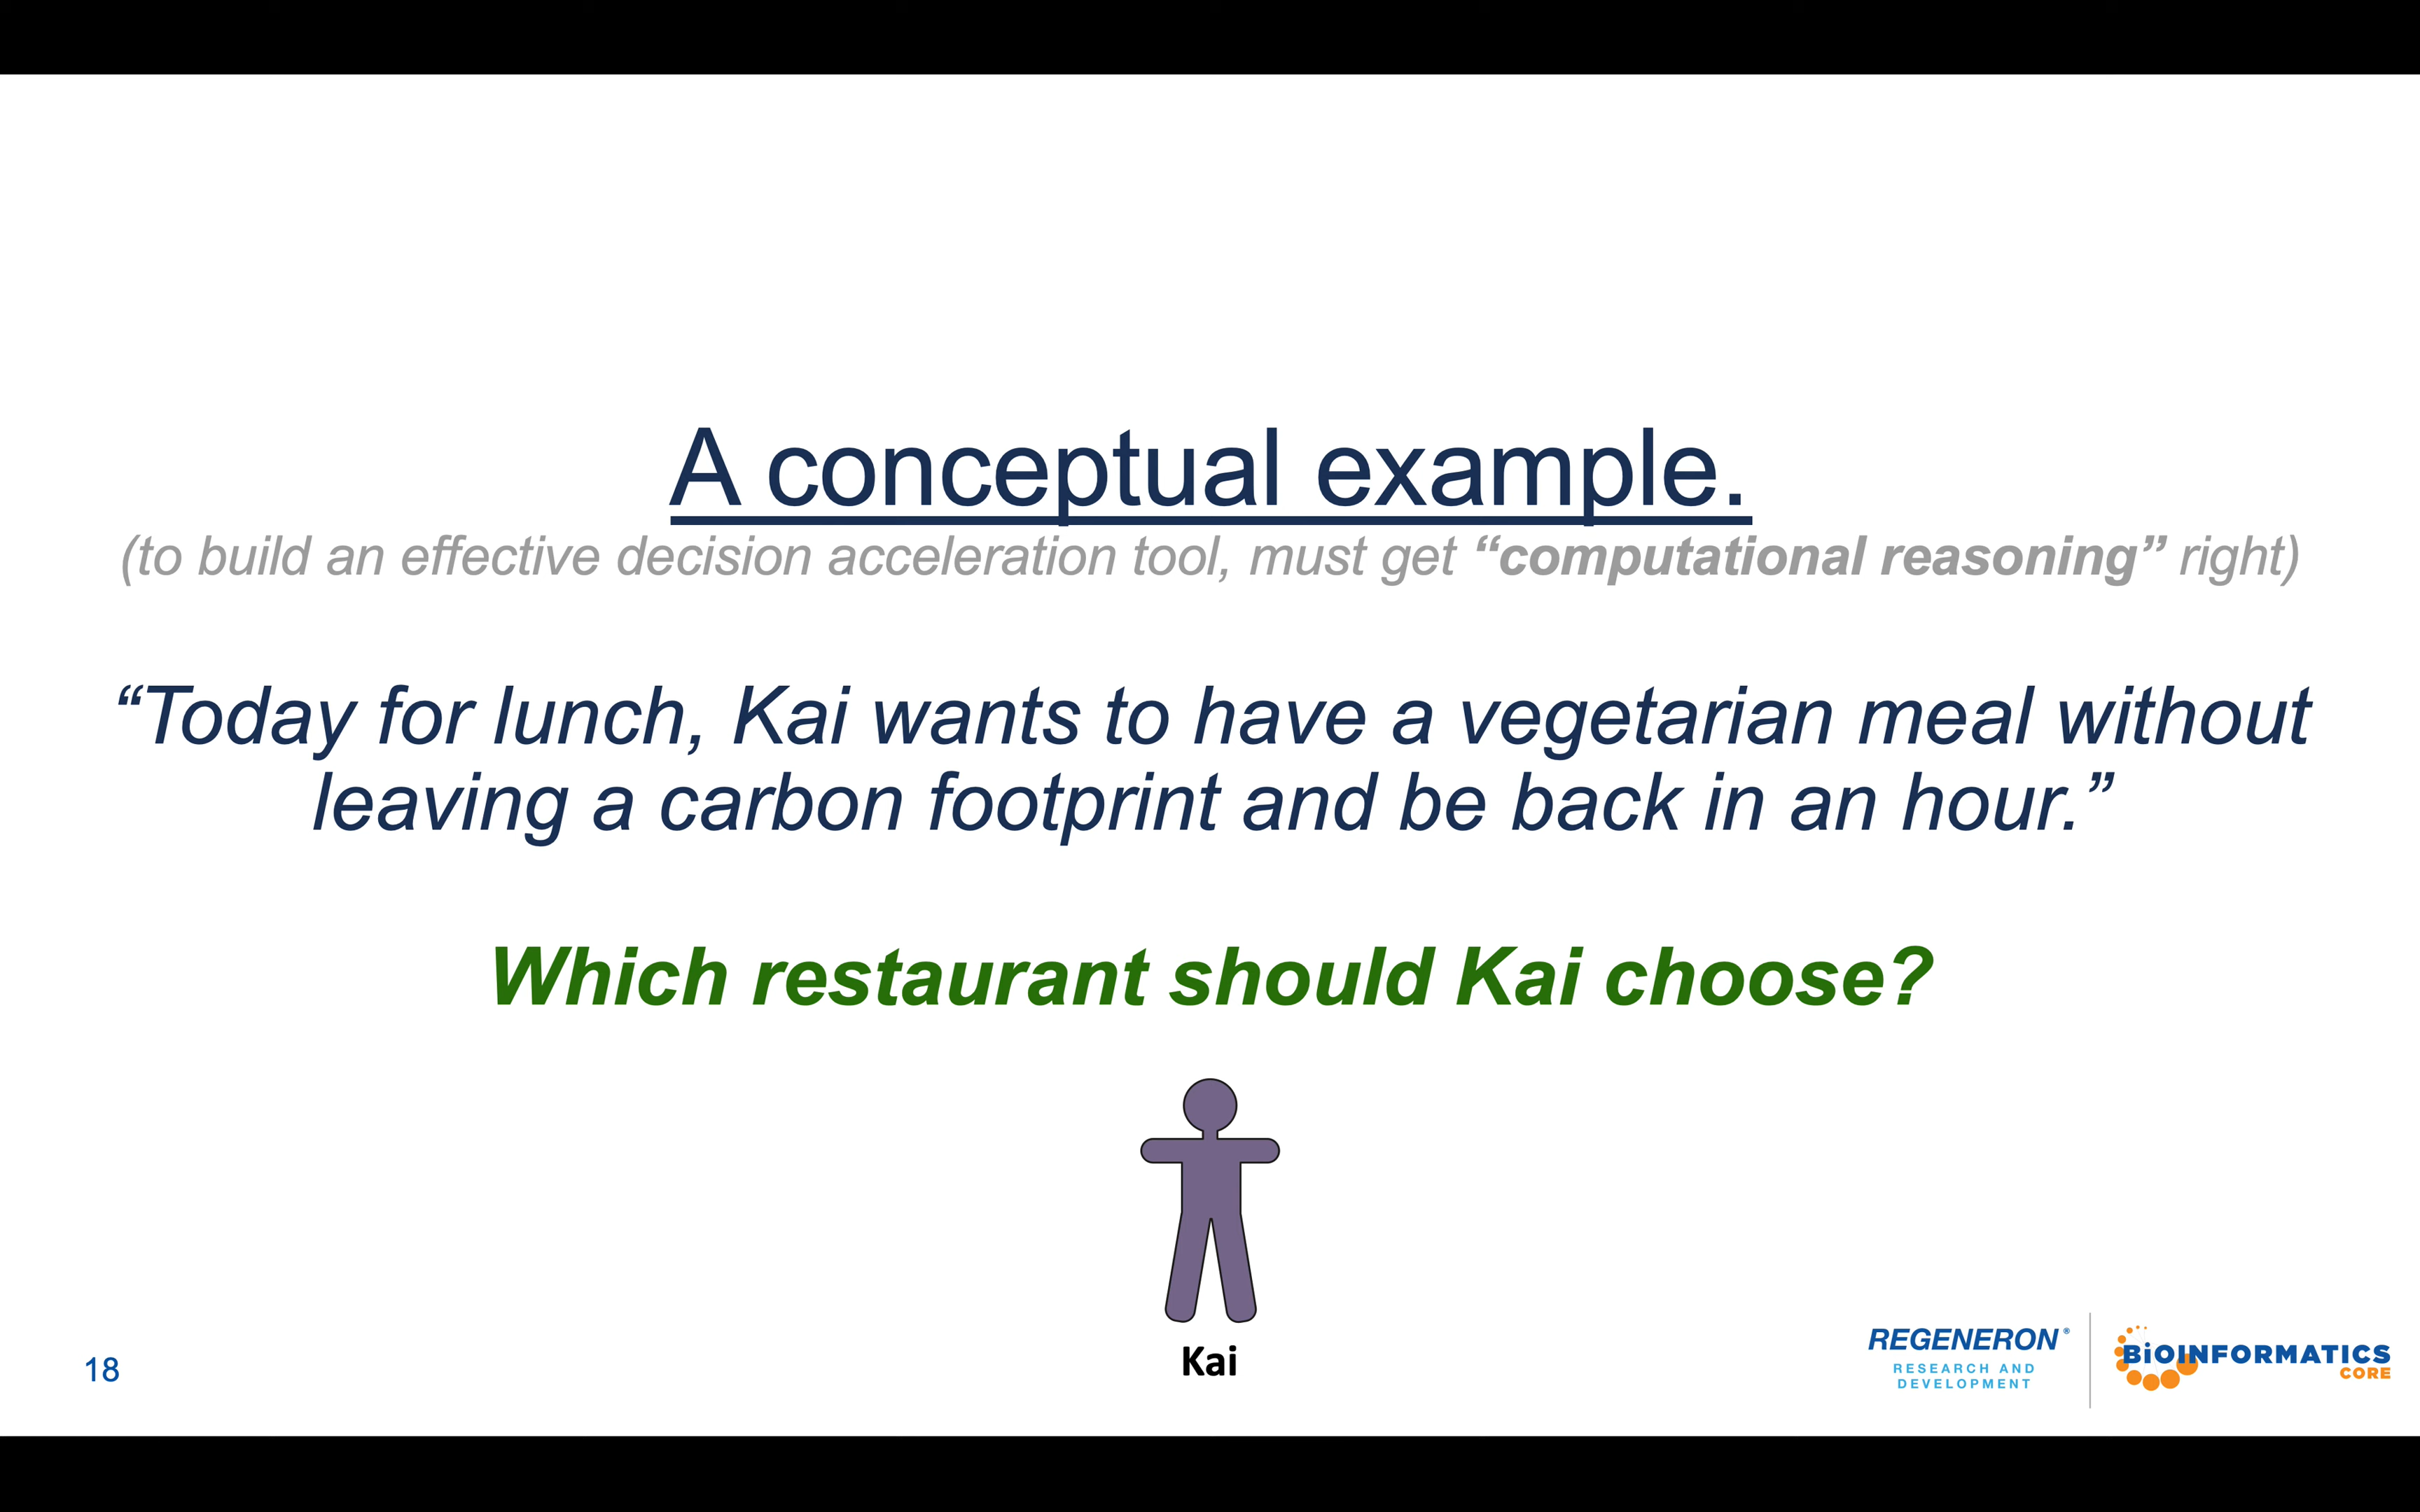 A conceptual example.
(to build an effective decision acceleration tool, must get “computational reasoning” right)
“Today for lunch, Kai wants to have a vegetarian meal without
leaving a carbon footprint and be back in an hour.”
Which restaurant should Kai choose?
Kai
18
REGENERON®
RESEARCH AND
DEVELOPMENT
BiOINFORMATICS
CORE